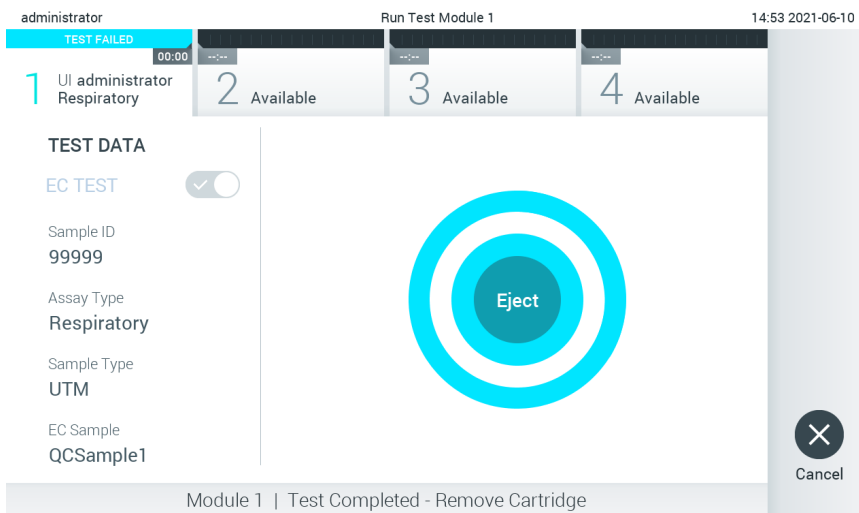 administrator
Run Test Module 1
14:53 2021-06-10
TEST FAILED
00:00
--:--
--:--
--:--
1
UI administrator
Respiratory
2
Available
3
Available
4
Available
TEST DATA
EC TEST
Sample ID
99999
Assay Type
Respiratory
Sample Type
UTM
EC Sample
QCSample1
Eject
Cancel
Module 1 | Test Completed - Remove Cartridge